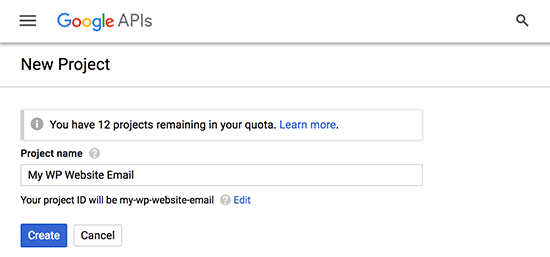 Google APIs
New Project
You have 12 projects remaining in your quota. Learn more.
Project name
My WP Website Email
Your project ID will be my-wp-website-email Edit
Create Cancel